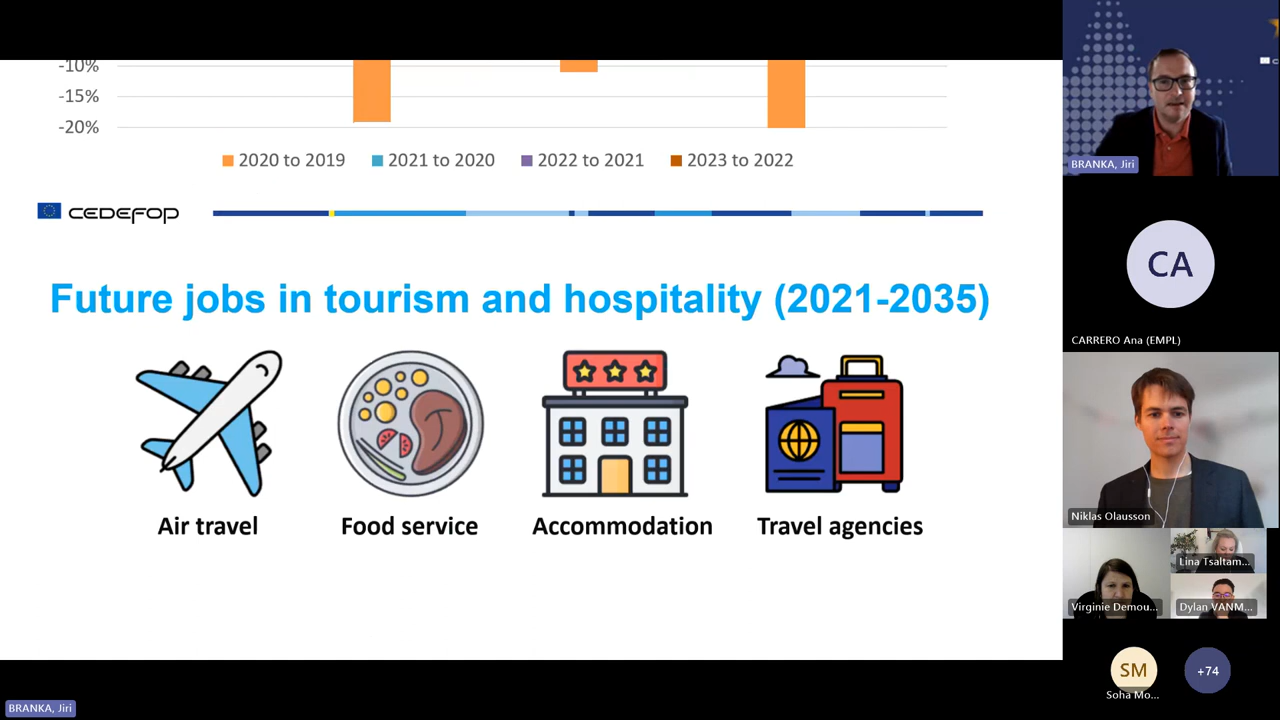 -10%
-15%
-20%
2020 to 2019 2021 to 2020 2022 to 2021 2023 to 2022
CEDEFOP
Future jobs in tourism and hospitality (2021-2035)
Air travel Food service Accommodation Travel agencies
BRANKA, Jiri
BRANKA, Jiri
CA
CARRERO Ana (EMPL)
Niklas Olausson
Lina Tsaltam...
Virginie Demou...
Dylan VANM...
SM
Soha Mo...
+74